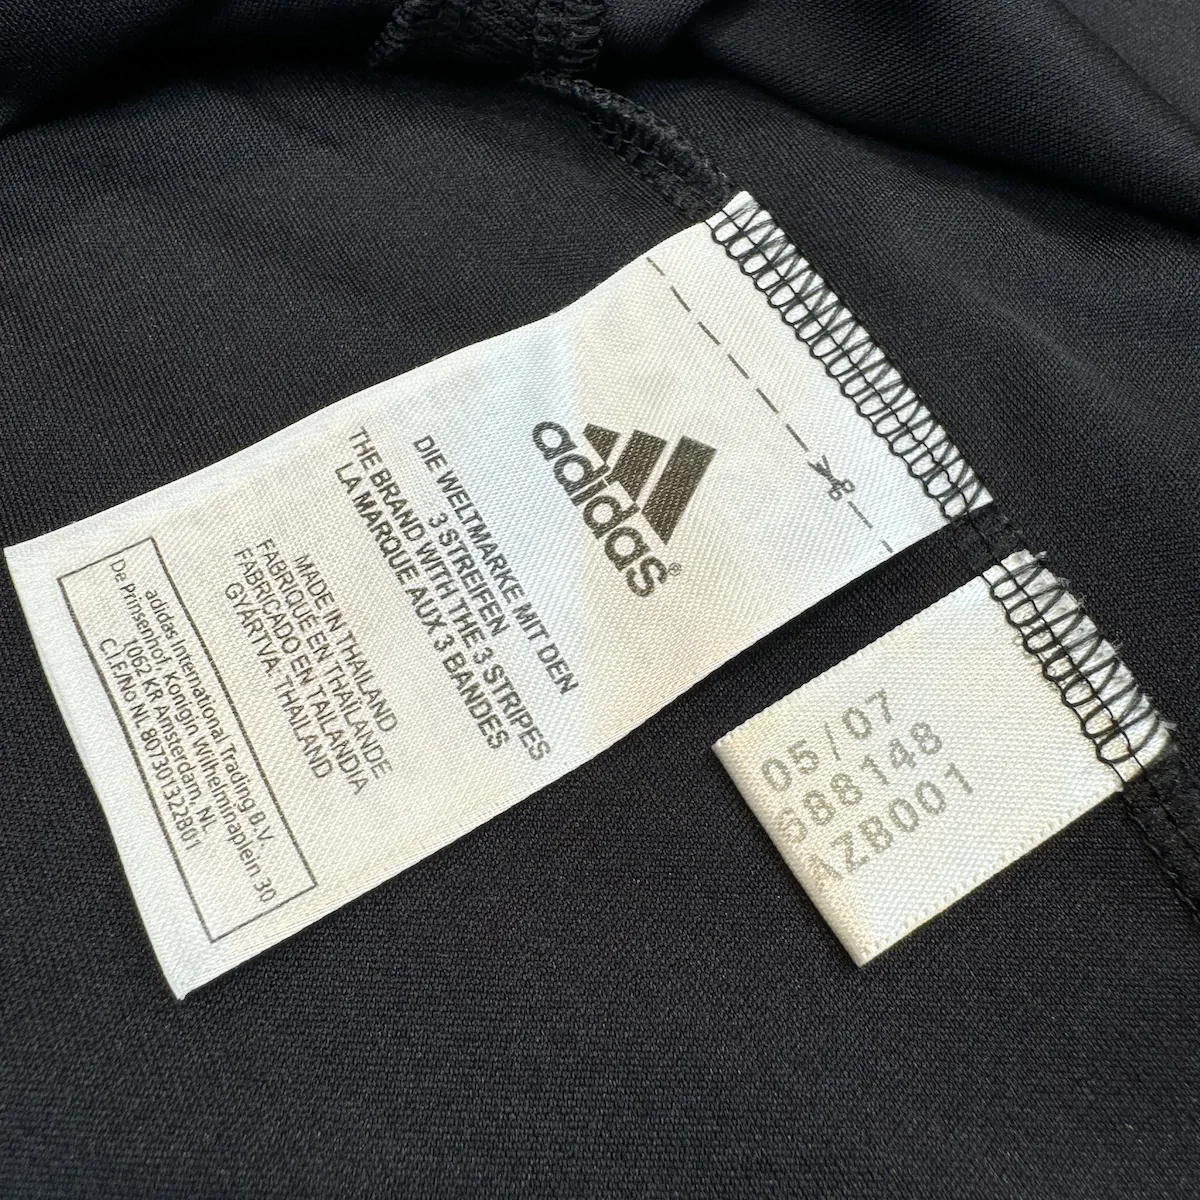 adidas®
DIE WELTMARKE MIT DEN
3 STREIFEN
THE BRAND WITH THE 3 STRIPES
LA MARQUE AUX 3 BANDES
MADE IN THAILAND
FABRIQUE EN THAÏLANDE
FABRICADO EN TAILANDIA
GYÁRTVA: THAILAND
adidas International Trading B.V.
De Prinsenhof, Koningin Wilhelminaplein 30
1062 KR Amsterdam, NL
C.I.F/No NL 807301322B01
05/07
688148
AZB001